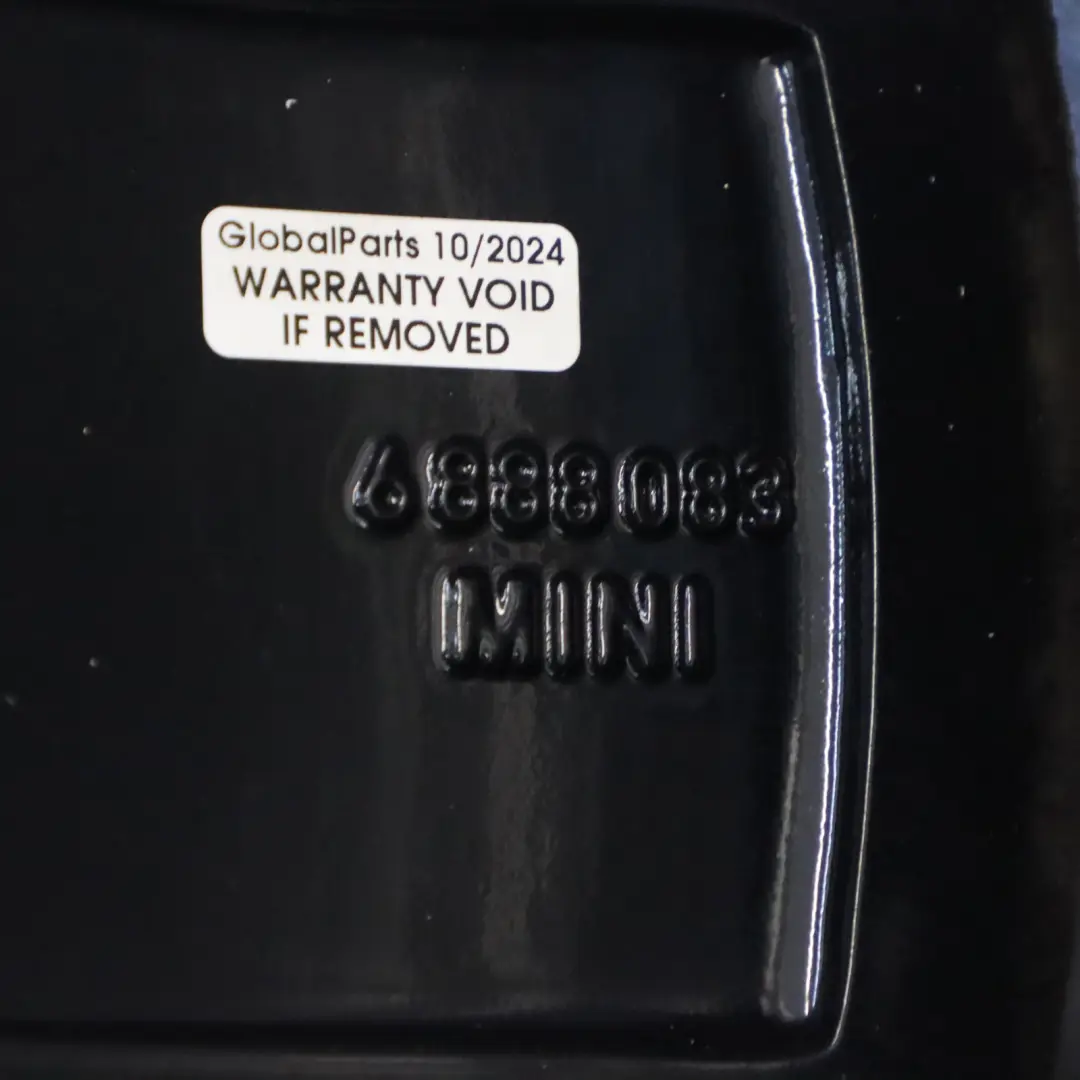 GlobalParts 10/2024
WARRANTY VOID
IF REMOVED
6888083
MINI